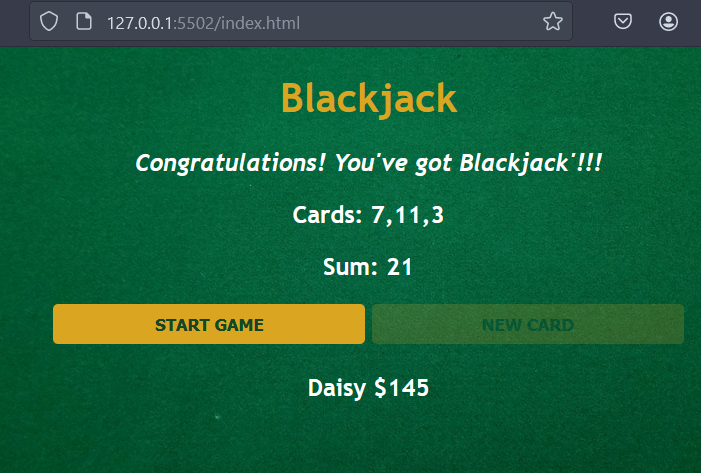 127.0.0.1:5502/index.html
Blackjack
Congratulations! You've got Blackjack'!!!
Cards: 7,11,3
Sum: 21
START GAME NEW CARD
Daisy $145